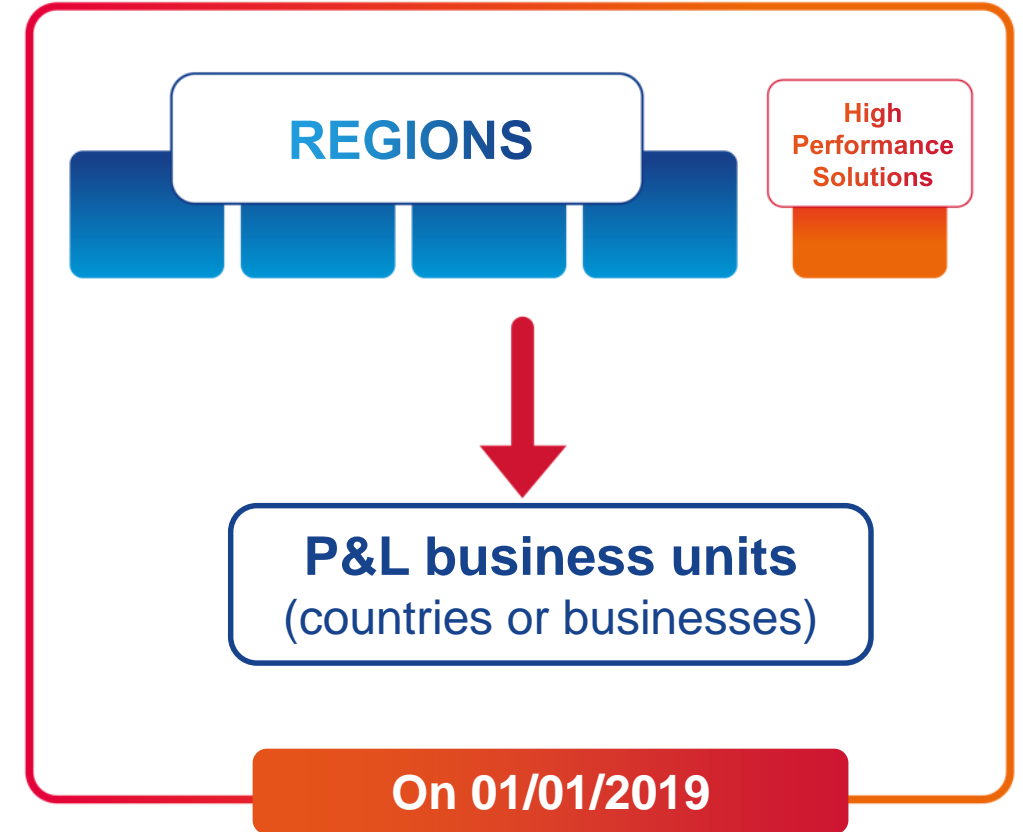 REGIONS
High
Performance
Solutions
P&L business units
(countries or businesses)
On 01/01/2019